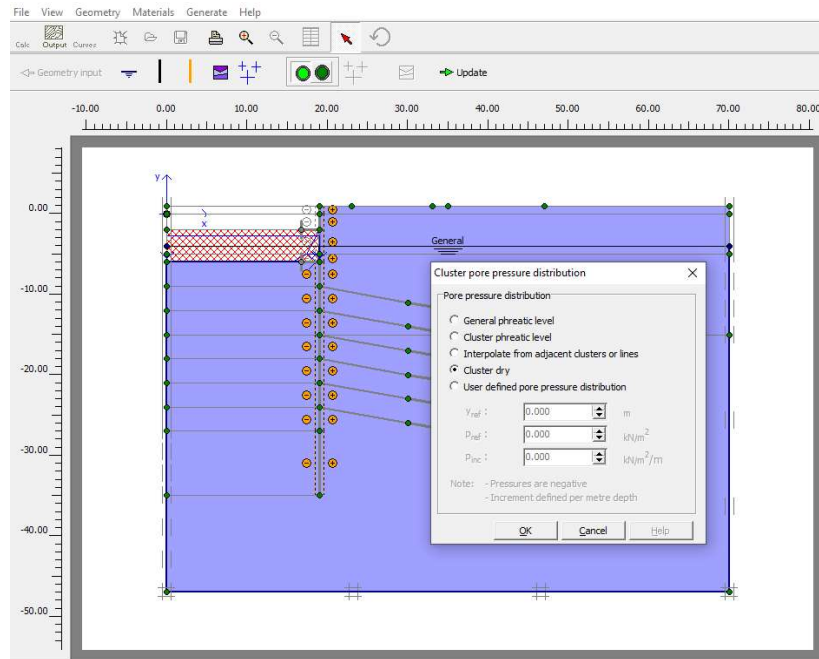 File View Geometry Materials Generate Help
Calc Output Curves
Geometry input Update
-10.00 0.00 10.00 20.00 30.00 40.00 50.00 60.00 70.00 80.00
y
0.00
x
General
Cluster pore pressure distribution
-10.00
Pore pressure distribution
General phreatic level
Cluster phreatic level
Interpolate from adjacent clusters or lines
-20.00
Cluster dry
User defined pore pressure distribution
Yref : 0.000 m
Pref : 0.000 kN/m2
-30.00
Pinc : 0.000 kN/m2/m
Note: - Pressures are negative
- Increment defined per metre depth
OK Cancel Help
-40.00
-50.00